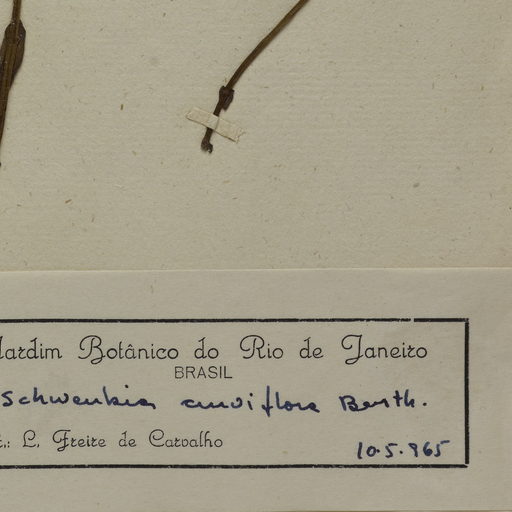 Jardim Botânico do Rio de Janeiro
BRASIL
Schwenkia curviflora Benth.
t.: L. Freire de Carvalho
10.5.965